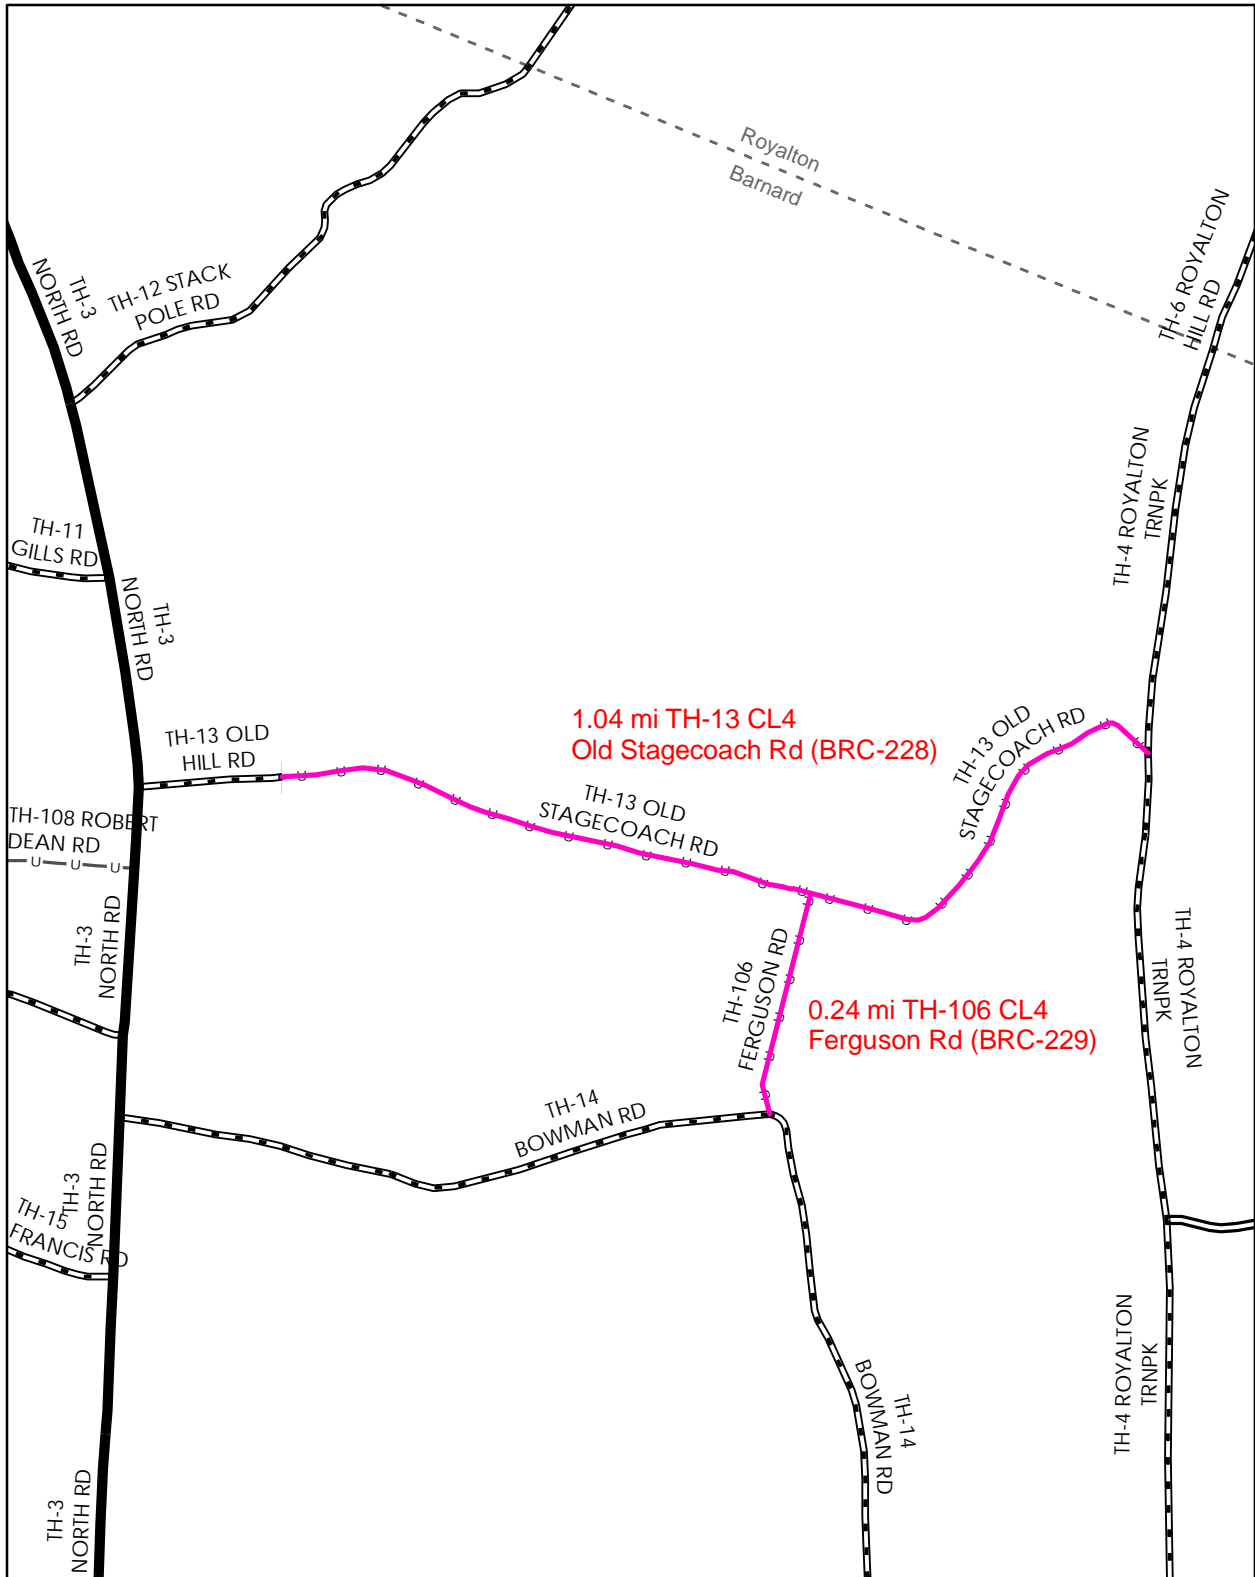 Royalton
Barnard
TH-6 ROYALTON
HILL RD
TH-3
NORTH RD
TH-12 STACK
POLE RD
TH-4 ROYALTON
TRNPK
TH-11
GILLS RD
TH-3
NORTH RD
1.04 mi TH-13 CL4
Old Stagecoach Rd (BRC-228)
TH-13 OLD
STAGECOACH RD
TH-13 OLD
HILL RD
TH-13 OLD
STAGECOACH RD
TH-108 ROBERT
DEAN RD
U U U
TH-3
NORTH RD
TH-106
FERGUSON RD
TH-4 ROYALTON
TRNPK
0.24 mi TH-106 CL4
Ferguson Rd (BRC-229)
TH-14
BOWMAN RD
TH-3
NORTH RD
TH-15
FRANCIS RD
TH-4 ROYALTON
TRNPK
TH-14
BOWMAN RD
TH-3
NORTH RD